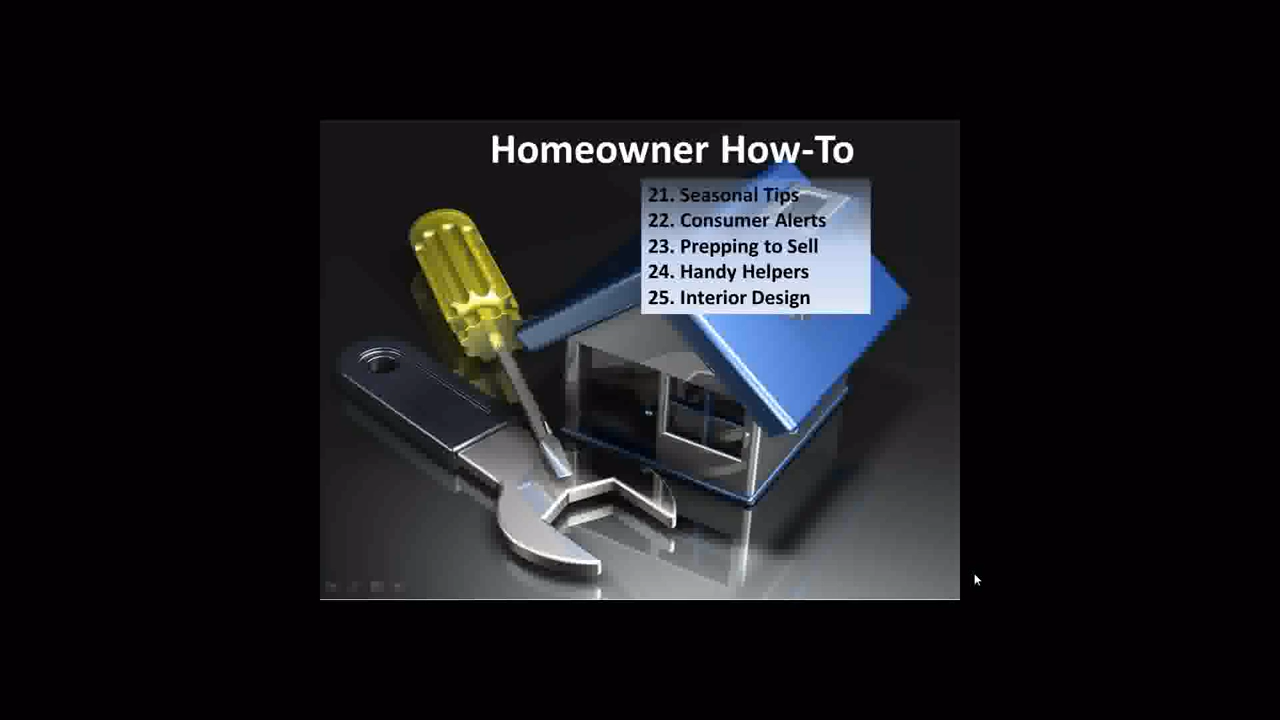 Homeowner How-To
21. Seasonal Tips
22. Consumer Alerts
23. Prepping to Sell
24. Handy Helpers
25. Interior Design